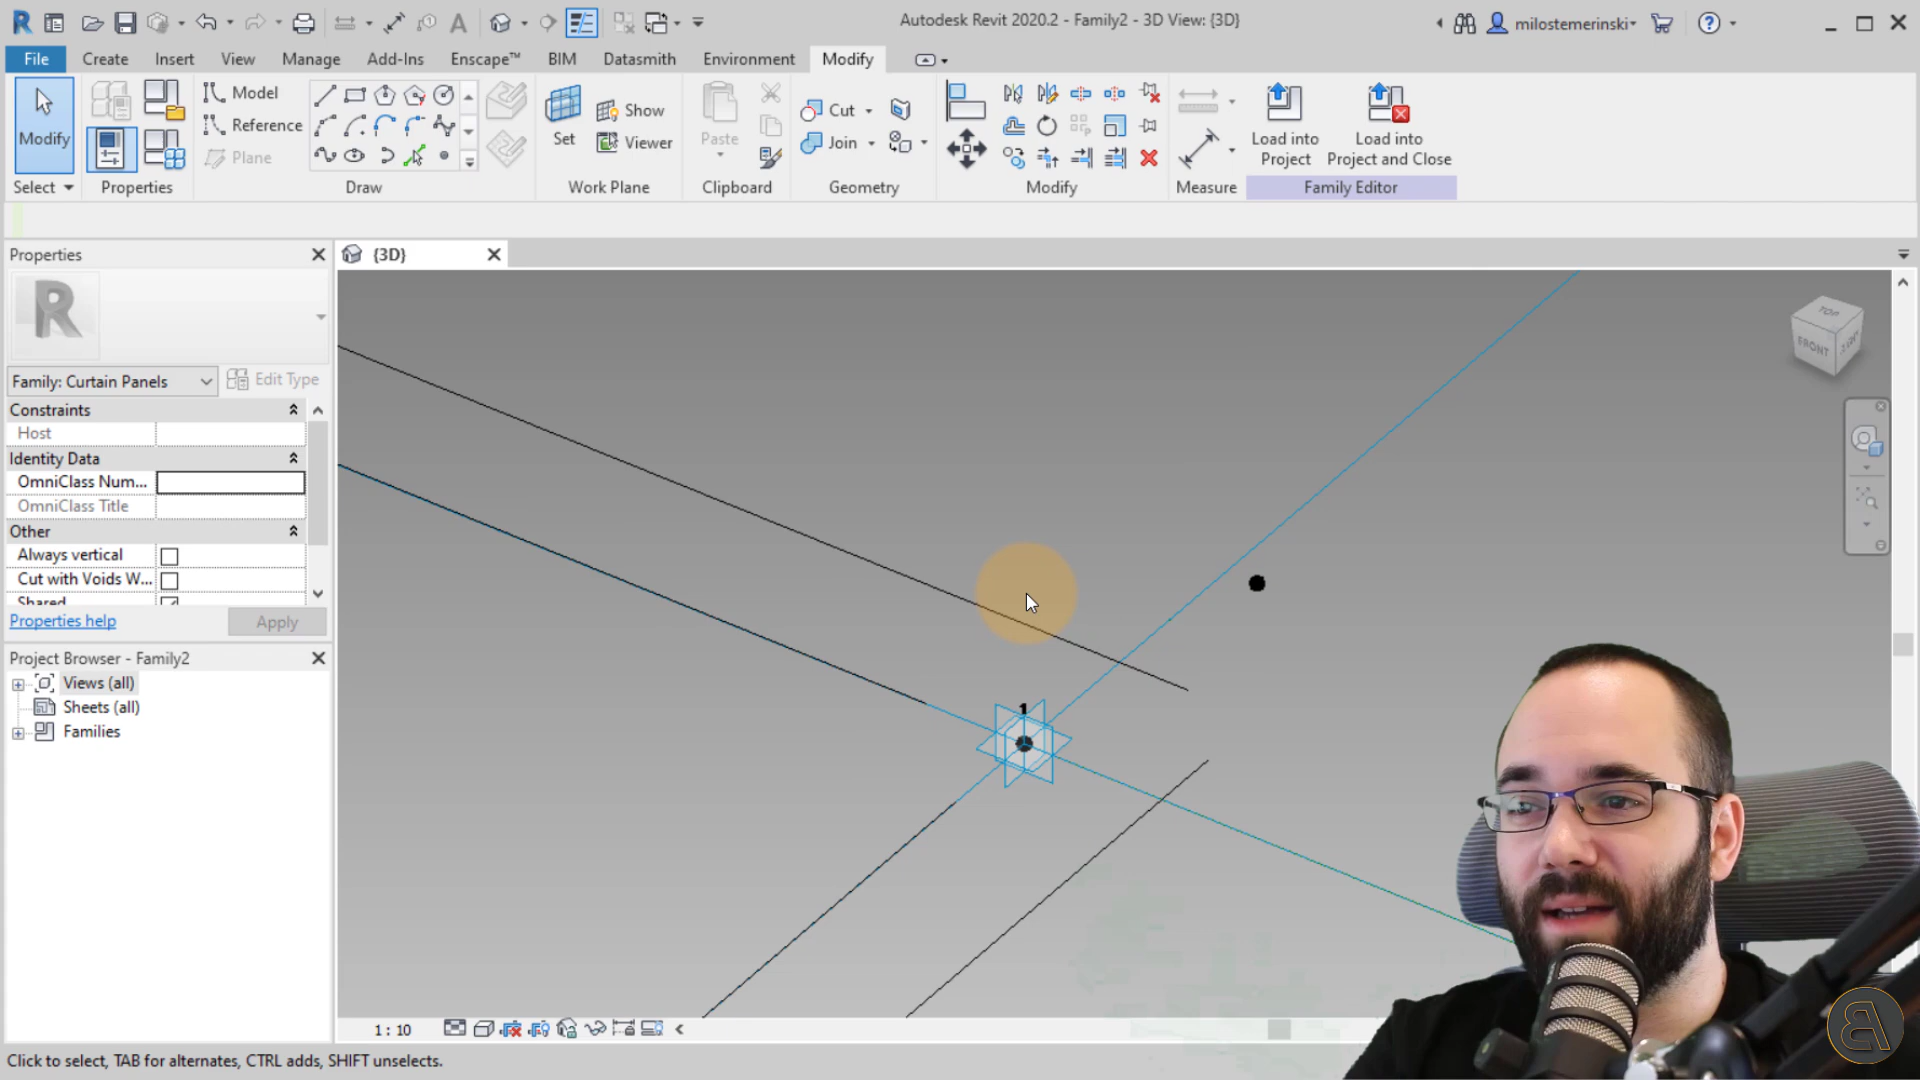 Autodesk Revit 2020.2 - Family2 - 3D View: {3D}
milostemerinski
File Create Insert View Manage Add-Ins Enscape™ BIM Datasmith Environment Modify
Modify
Select
Properties
Model
Reference
Plane
Draw
Set
Show
Viewer
Work Plane
Paste
Clipboard
Cut
Join
Geometry
Modify
Measure
Load into Project
Load into Project and Close
Family Editor
Properties
{3D}
Family: Curtain Panels
Edit Type
Constraints
Host
Identity Data
OmniClass Num...
OmniClass Title
Other
Always vertical
Cut with Voids W...
Shared
Properties help
Apply
Project Browser - Family2
Views (all)
Sheets (all)
Families
TOP
FRONT
1
1 : 10
Click to select, TAB for alternates, CTRL adds, SHIFT unselects.